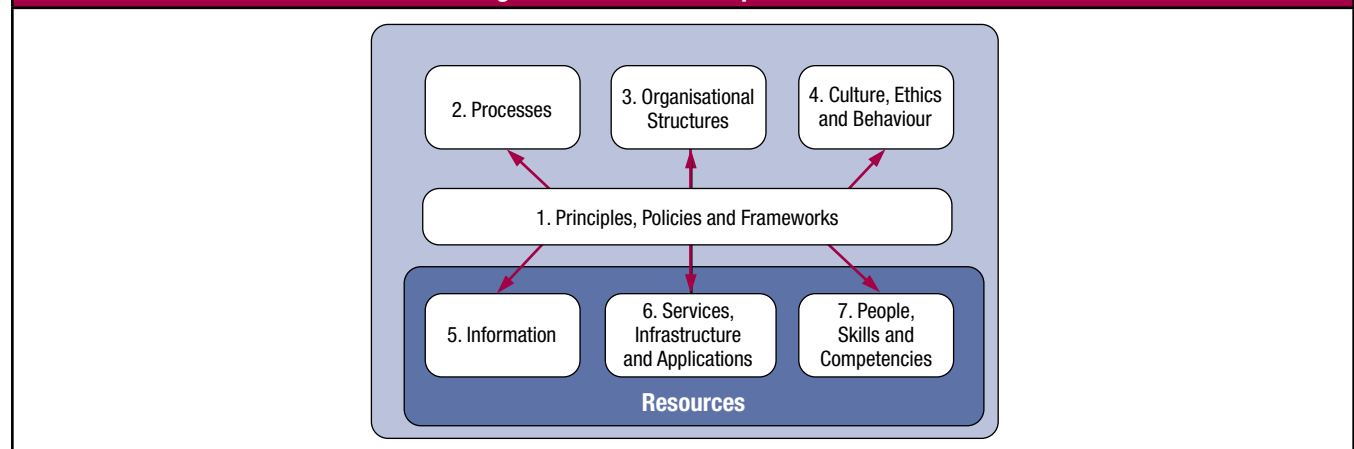 2. Processes
3. Organisational
Structures
4. Culture, Ethics
and Behaviour
1. Principles, Policies and Frameworks
5. Information
6. Services,
Infrastructure
and Applications
7. People,
Skills and
Competencies
Resources